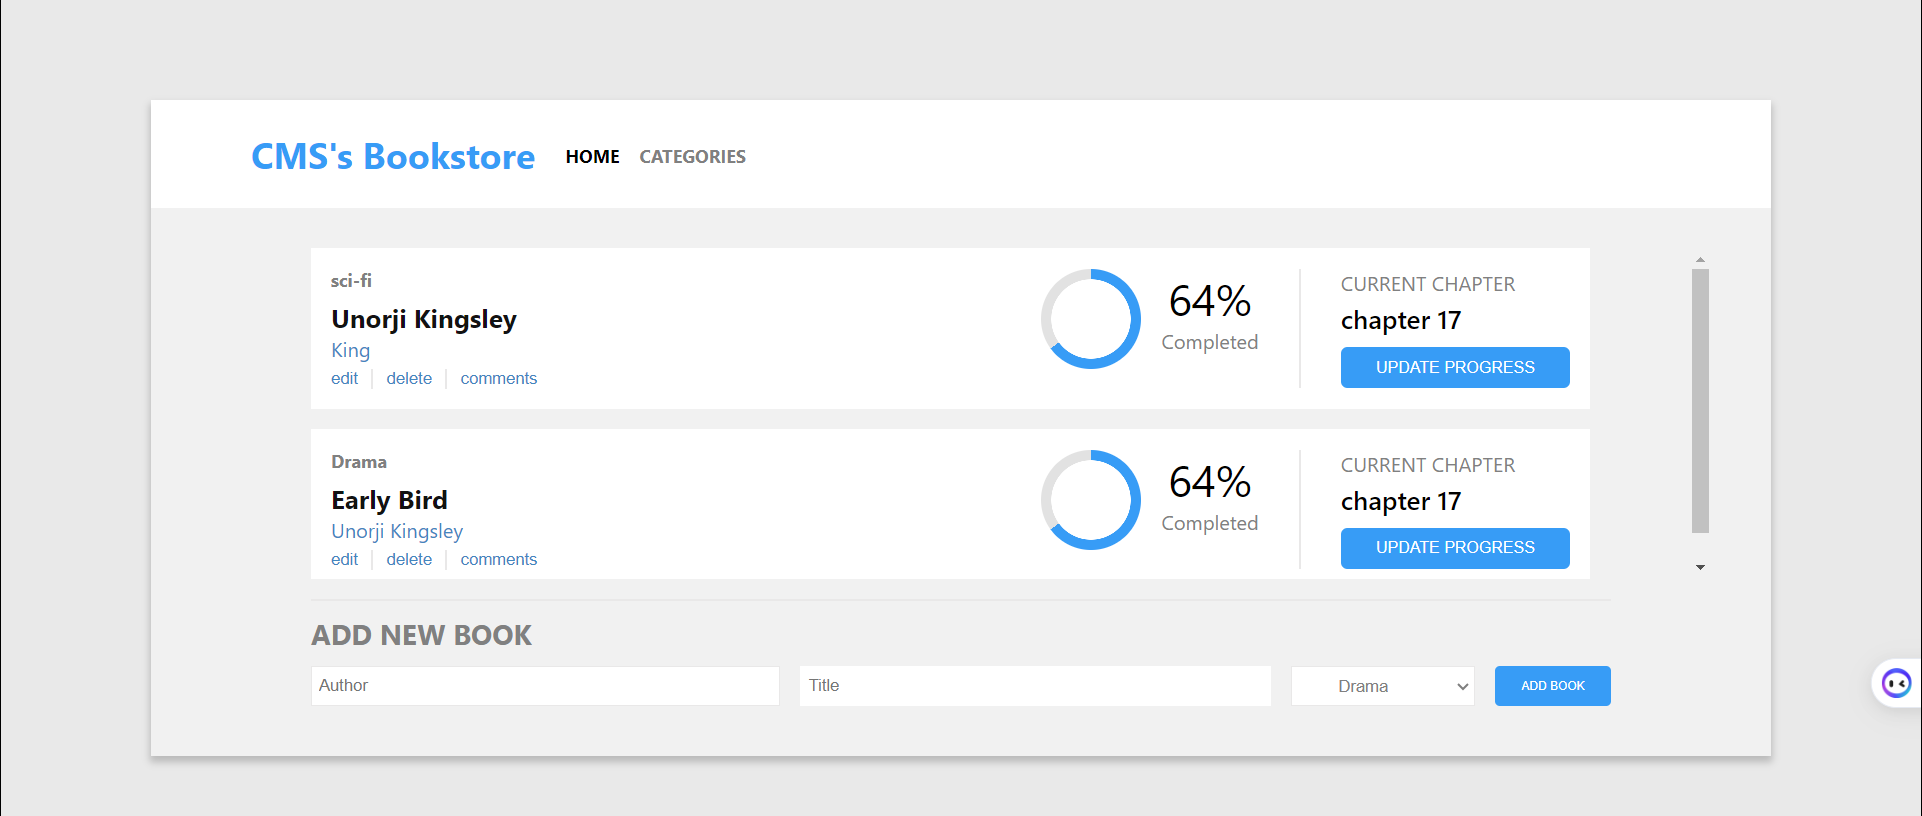 CMS's Bookstore HOME CATEGORIES
sci-fi
Unorji Kingsley
King
edit delete comments
64%
Completed
CURRENT CHAPTER
chapter 17
UPDATE PROGRESS
Drama
Early Bird
Unorji Kingsley
edit delete comments
64%
Completed
CURRENT CHAPTER
chapter 17
UPDATE PROGRESS
ADD NEW BOOK
Author Title Drama ADD BOOK